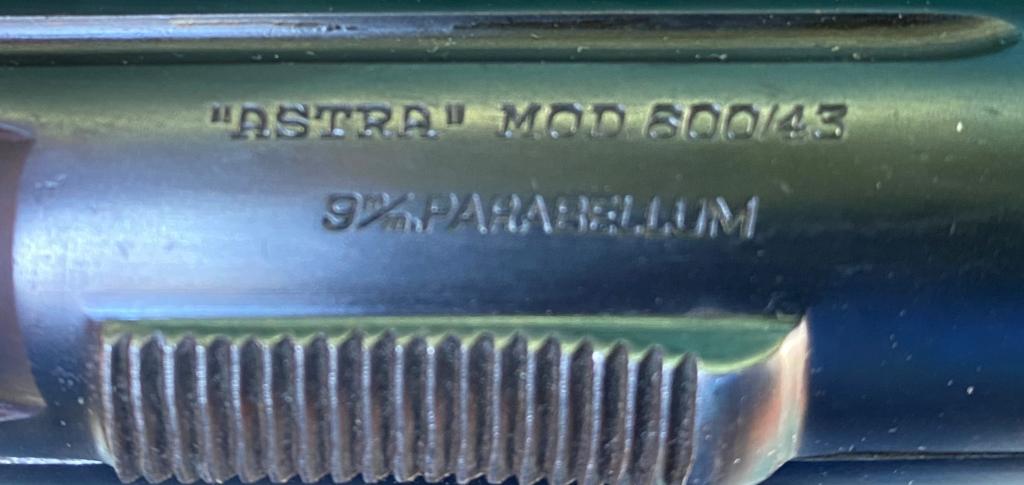 "ASTRA" MOD 600/43
9m/m.PARABELLUM